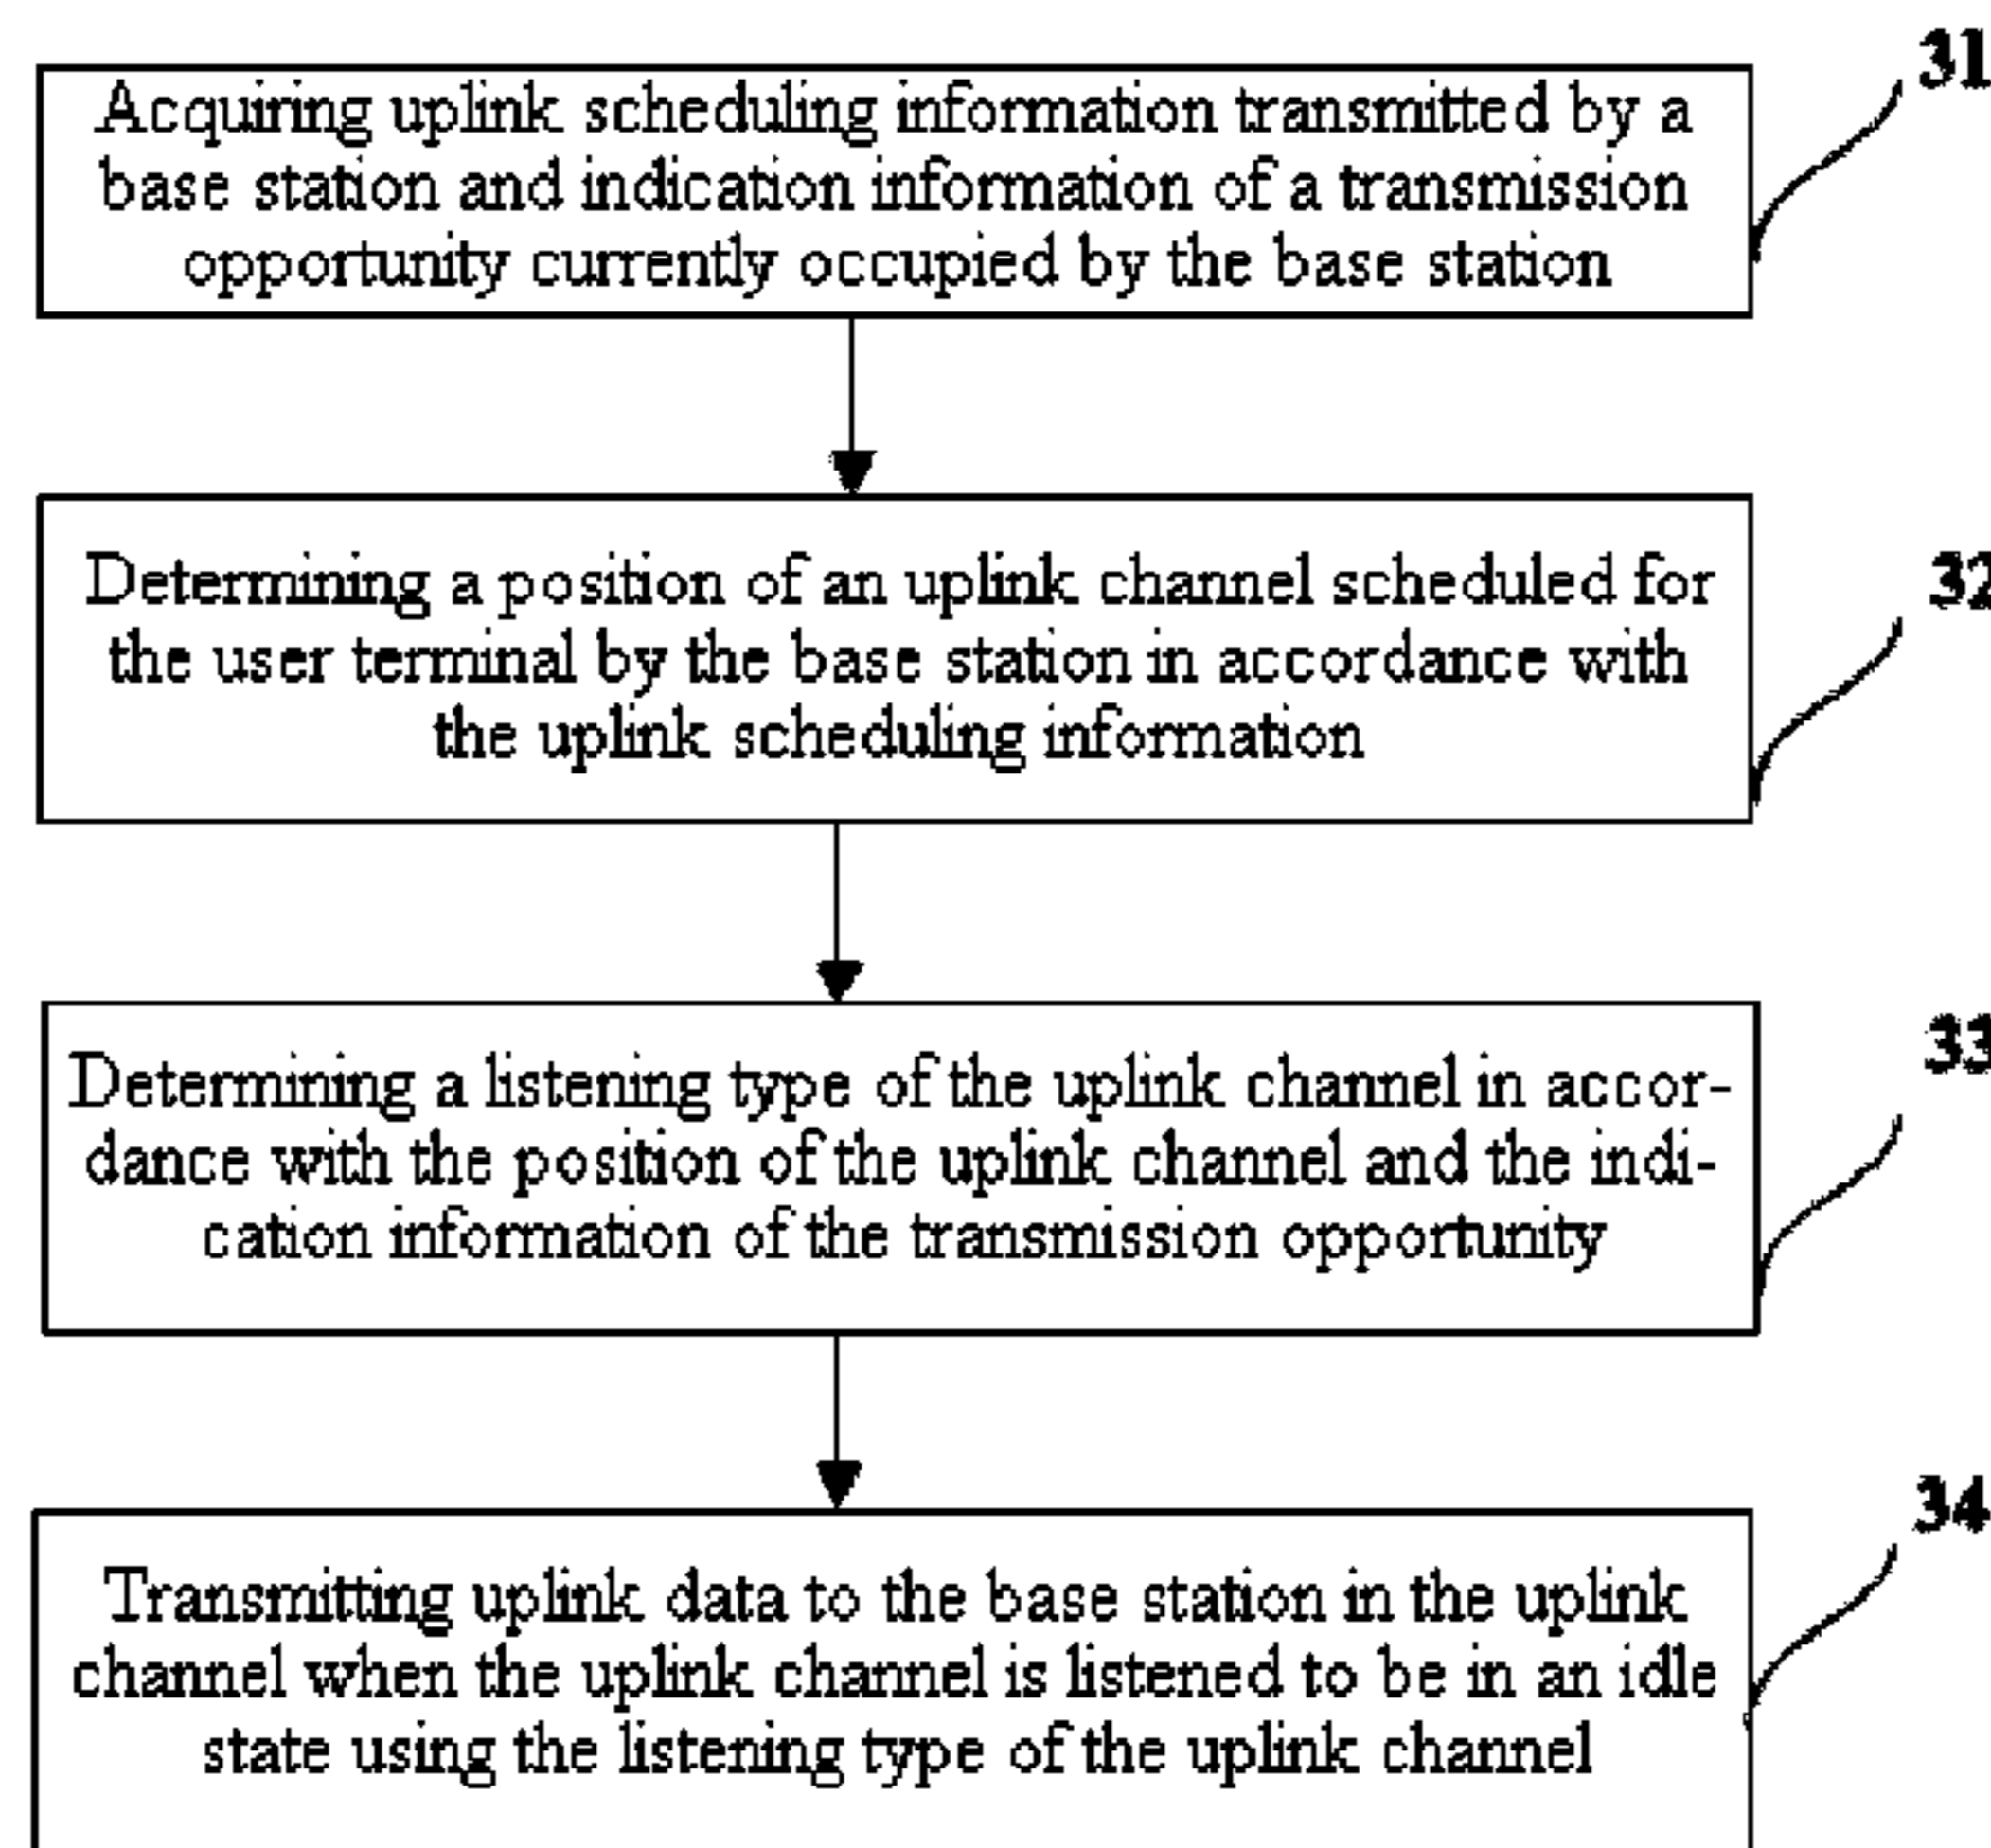 31
Acquiring uplink scheduling information transmitted by a
base station and indication information of a transmission
opportunity currently occupied by the base station
32
Determining a position of an uplink channel scheduled for
the user terminal by the base station in accordance with
the uplink scheduling information
33
Determining a listening type of the uplink channel in accor-
dance with the position of the uplink channel and the indi-
cation information of the transmission opportunity
34
Transmitting uplink data to the base station in the uplink
channel when the uplink channel is listened to be in an idle
state using the listening type of the uplink channel